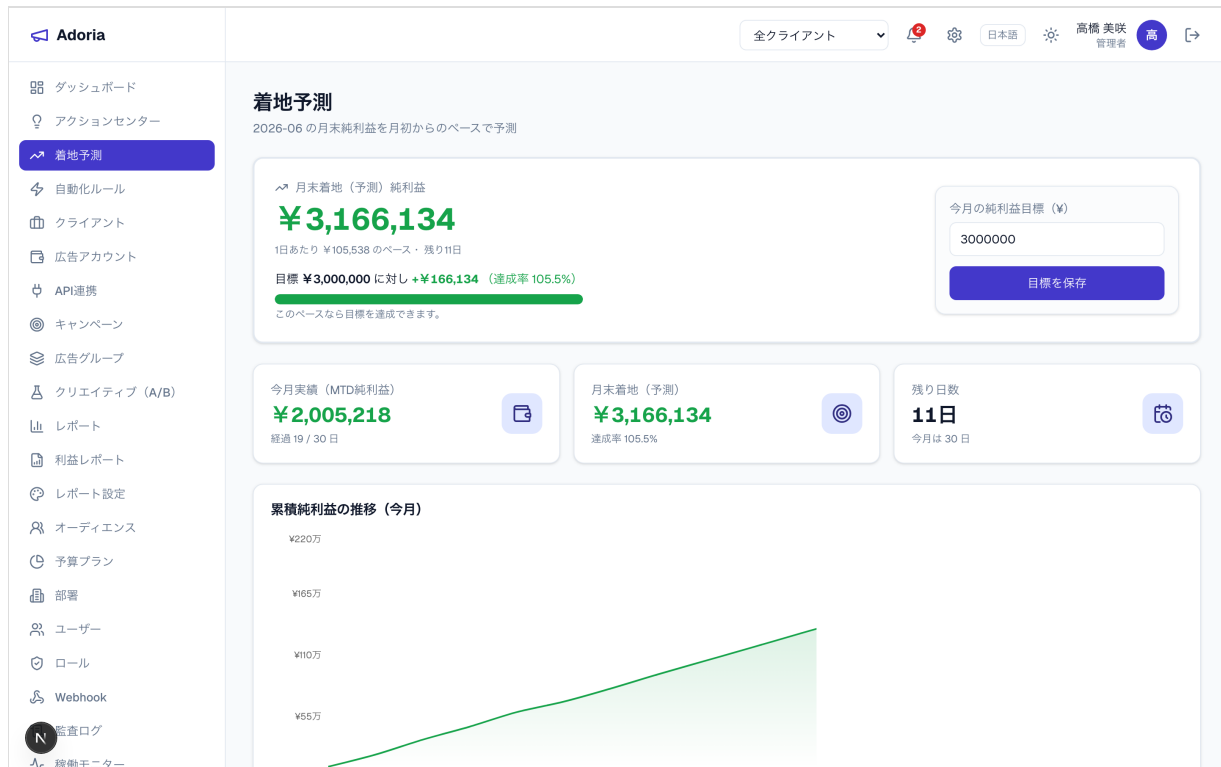 Adoria
全クライアント
2
日本語
高橋 美咲
管理者
高
ダッシュボード
アクションセンター
着地予測
自動化ルール
クライアント
広告アカウント
API連携
キャンペーン
広告グループ
クリエイティブ（A/B）
レポート
利益レポート
レポート設定
オーディエンス
予算プラン
部署
ユーザー
ロール
Webhook
監査ログ
稼働モニター
N
着地予測
2026-06 の月末純利益を月初からのペースで予測
月末着地（予測）純利益
￥3,166,134
1日あたり ￥105,538 のペース・ 残り11日
目標 ￥3,000,000 に対し +￥166,134 （達成率 105.5%）
このペースなら目標を達成できます。
今月の純利益目標（¥）
3000000
目標を保存
今月実績（MTD純利益）
￥2,005,218
経過 19 / 30 日
月末着地（予測）
￥3,166,134
達成率 105.5%
残り日数
11日
今月は 30 日
累積純利益の推移（今月）
¥220万
¥165万
¥110万
¥55万